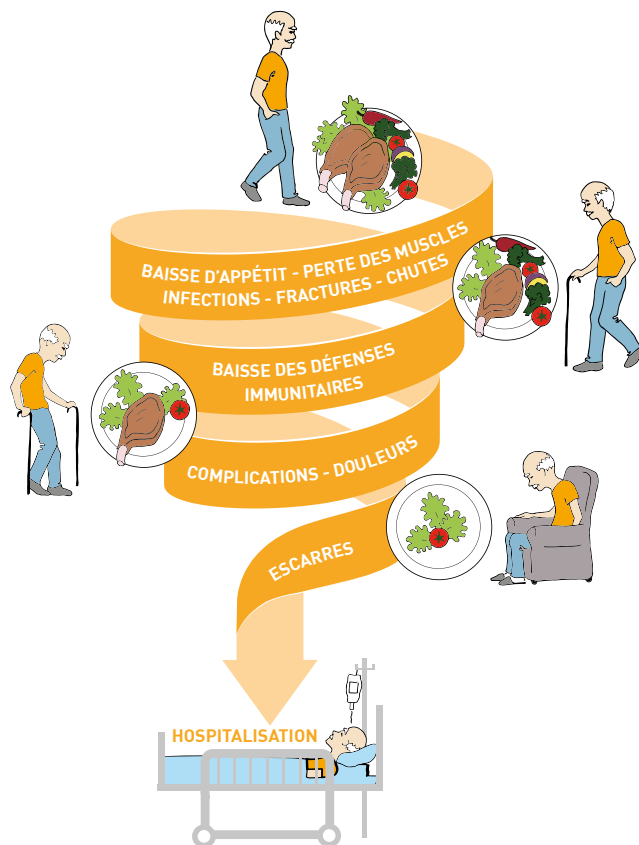 BAISSE D'APPÉTIT - PERTE DES MUSCLES
INFECTIONS - FRACTURES - CHUTES
BAISSE DES DÉFENSES
IMMUNITAIRES
COMPLICATIONS - DOULEURS
ESCARRES
HOSPITALISATION